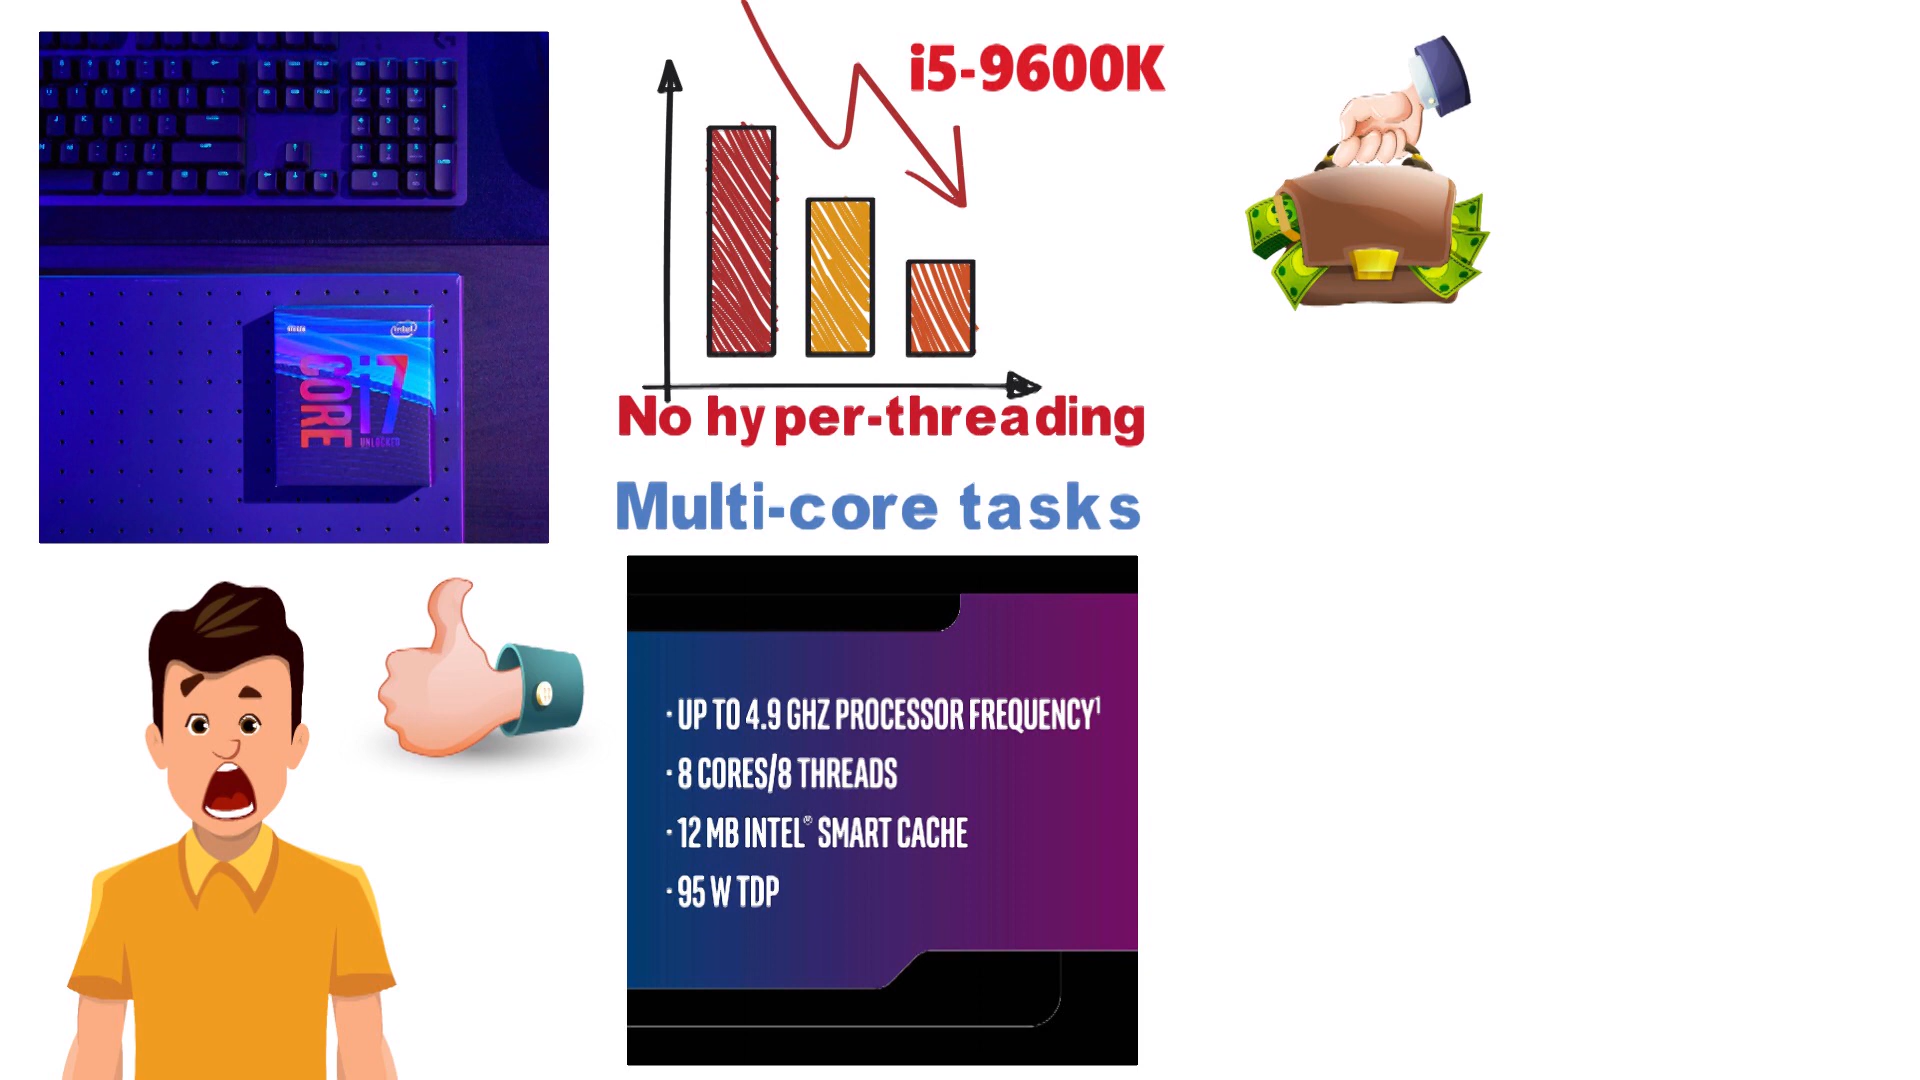 i5-9600K
CORE i7
UNLOCKED
No hyper-threading
Multi-core tasks
· UP TO 4.9 GHZ PROCESSOR FREQUENCY¹
· 8 CORES/8 THREADS
· 12 MB INTEL® SMART CACHE
· 95 W TDP